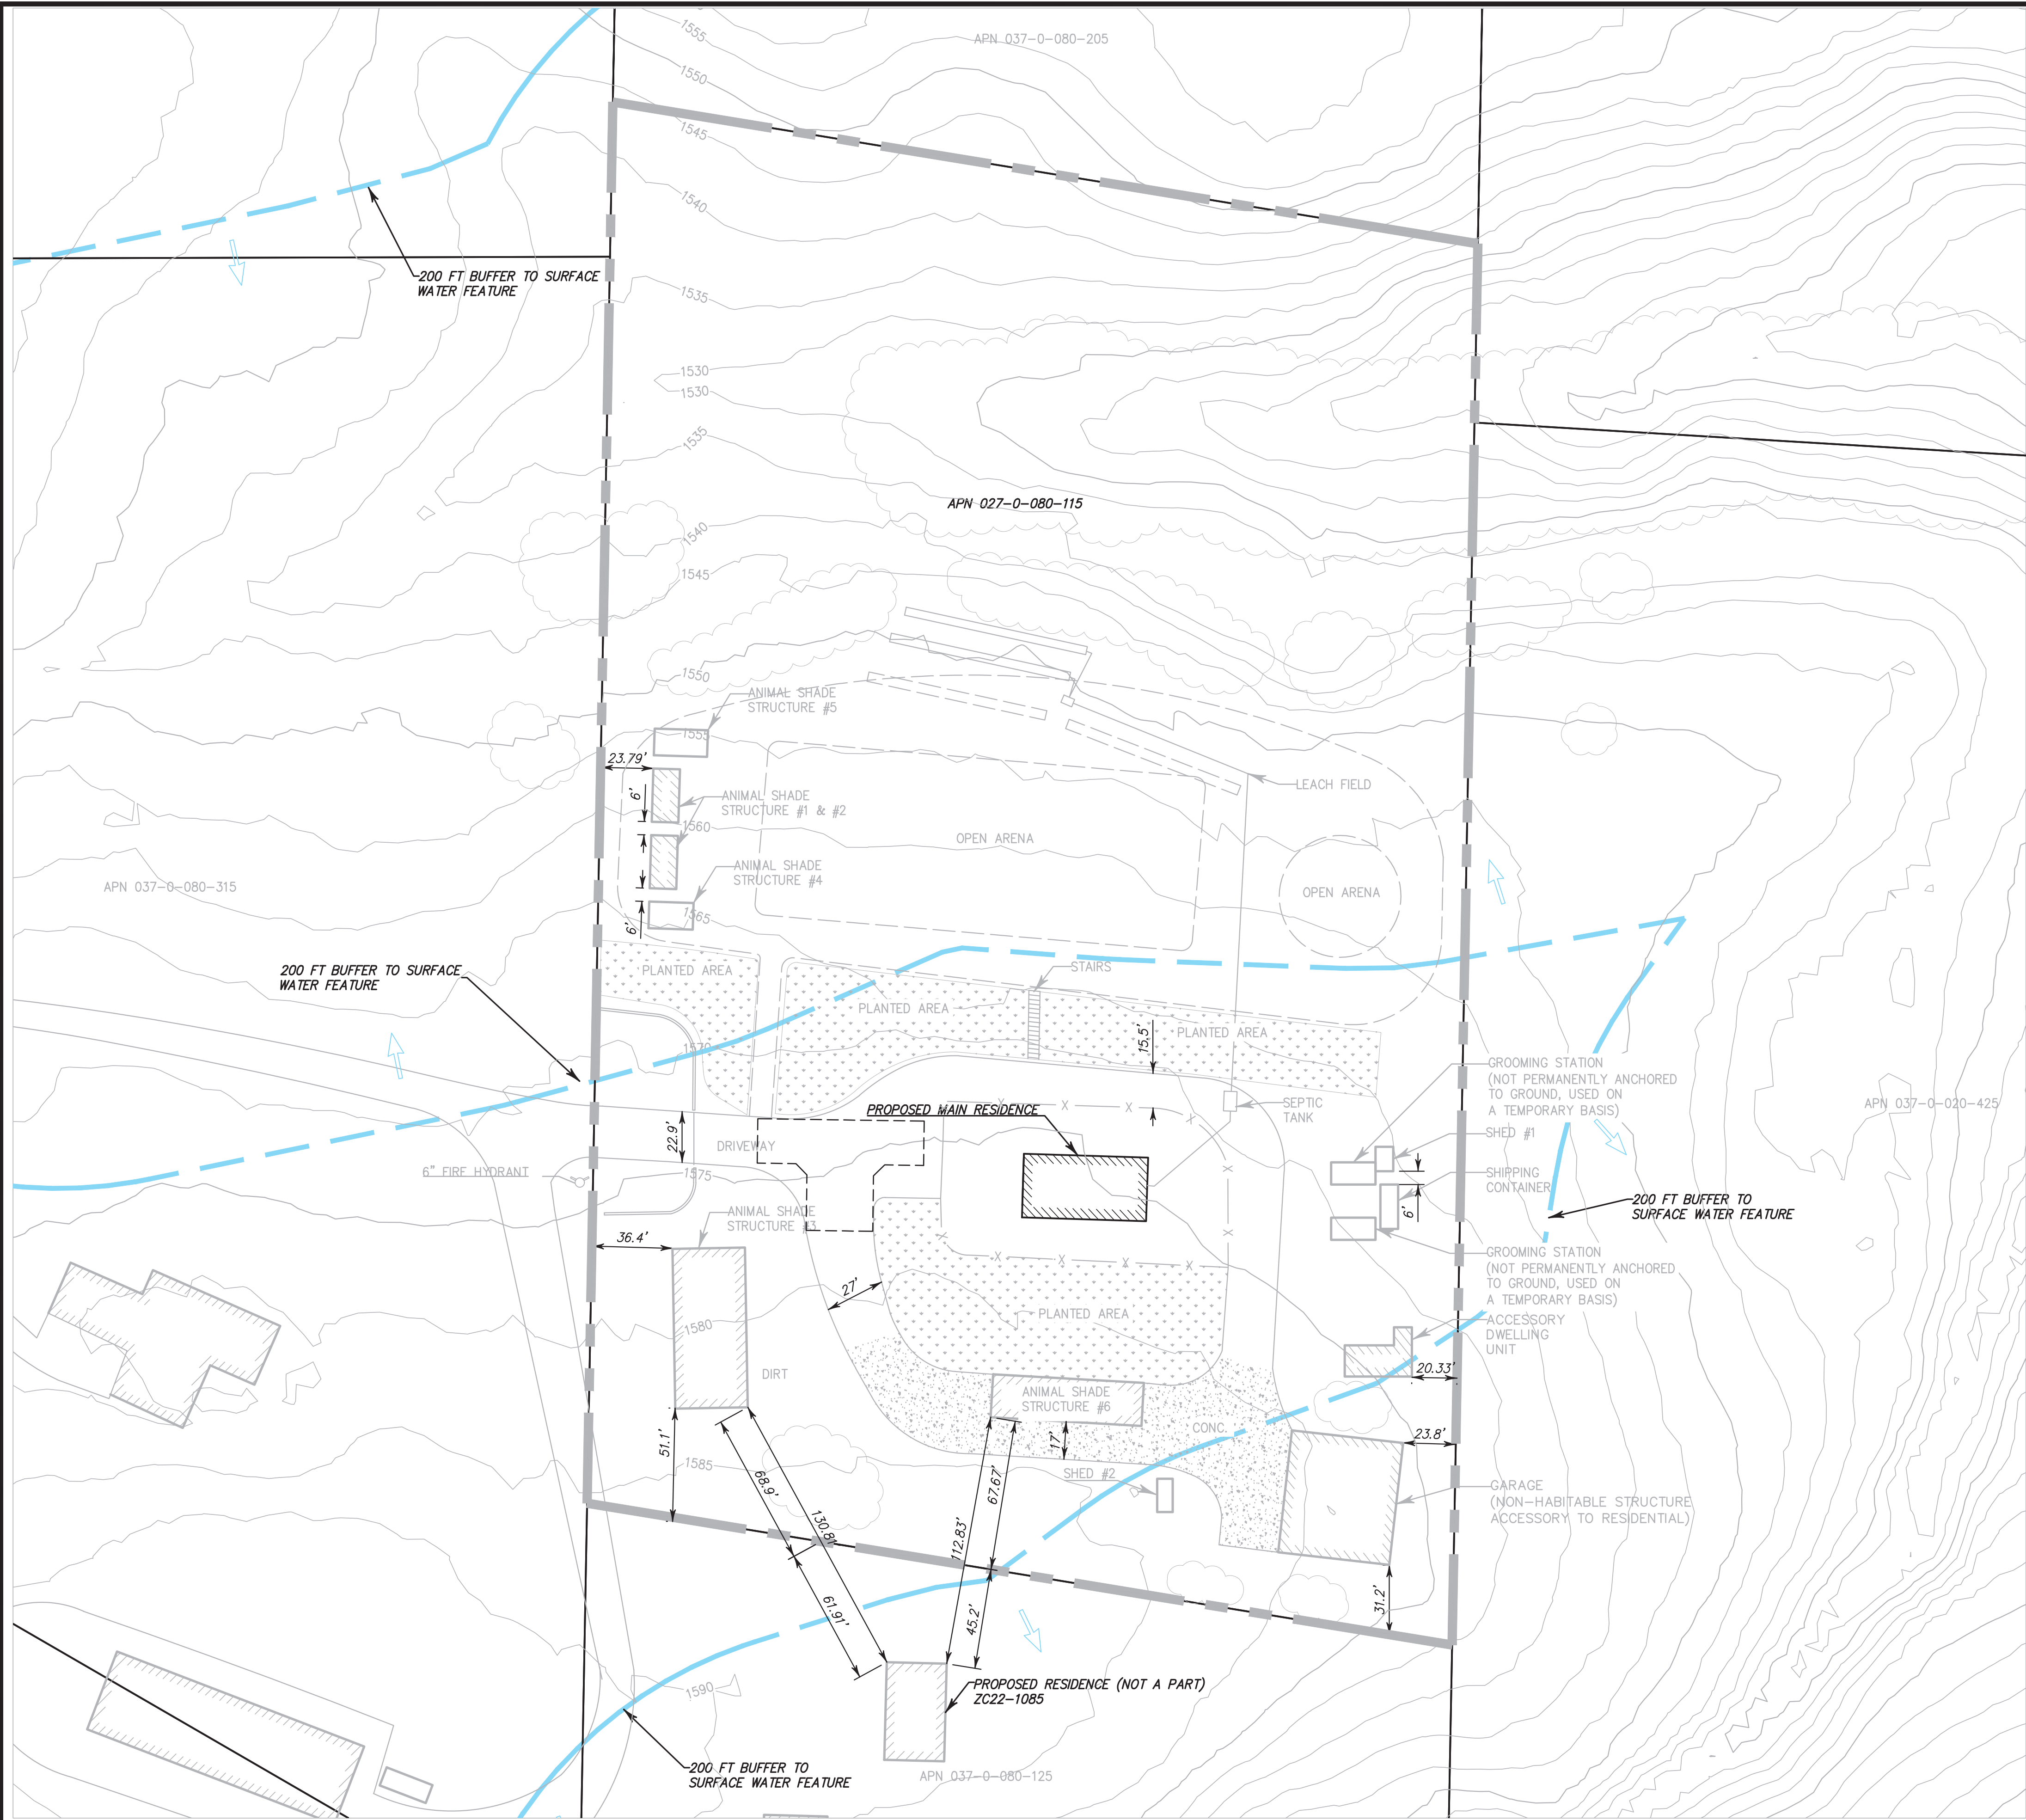 1555
APN 037-0-080-205
1550
1545
1540
200 FT BUFFER TO SURFACE
WATER FEATURE
1535
1530
1530
1535
APN 027-0-080-115
1540
1545
1550
ANIMAL SHADE
STRUCTURE #5
1555
23.79'
LEACH FIELD
6'
ANIMAL SHADE
STRUCTURE #1 & #2
1560
OPEN ARENA
ANIMAL SHADE
STRUCTURE #4
APN 037-0-080-315
OPEN ARENA
1565
6'
200 FT BUFFER TO SURFACE
WATER FEATURE
PLANTED AREA
STAIRS
PLANTED AREA
PLANTED AREA
15.5'
1570
GROOMING STATION
(NOT PERMANENTLY ANCHORED
TO GROUND, USED ON
A TEMPORARY BASIS)
APN 037-0-020-425
PROPOSED MAIN RESIDENCE
X X X X
SEPTIC
TANK
22.9'
DRIVEWAY
SHED #1
6" FIRE HYDRANT
1575
X
SHIPPING
CONTAINER
6'
200 FT BUFFER TO
SURFACE WATER FEATURE
ANIMAL SHADE
STRUCTURE #3
36.4'
X X
X X X X
GROOMING STATION
(NOT PERMANENTLY ANCHORED
TO GROUND, USED ON
A TEMPORARY BASIS)
27'
PLANTED AREA
1580
ACCESSORY
DWELLING
UNIT
DIRT
20.33'
ANIMAL SHADE
STRUCTURE #6
51.1'
CONC.
23.8'
17'
1585
68.9'
67.67'
SHED #2
GARAGE
(NON-HABITABLE STRUCTURE
ACCESSORY TO RESIDENTIAL)
130.8'
112.83'
61.91'
45.2'
31.2'
1590
PROPOSED RESIDENCE (NOT A PART)
ZC22-1085
200 FT BUFFER TO
SURFACE WATER FEATURE
APN 037-0-080-125